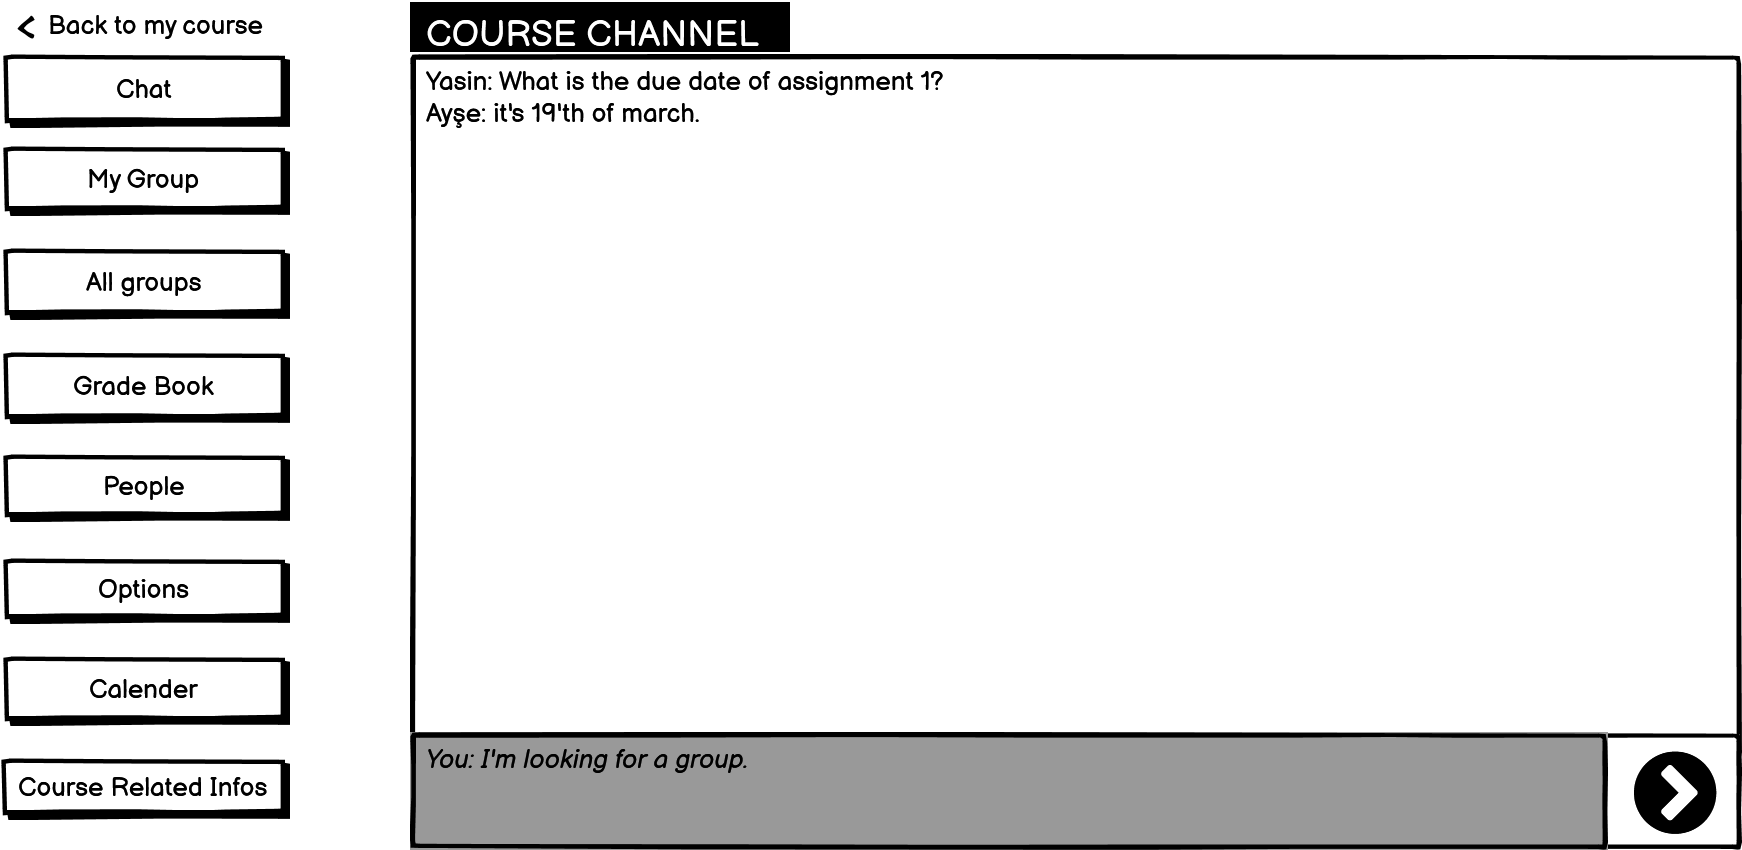 Back to my course
Chat
My Group
All groups
Grade Book
People
Options
Calender
Course Related Infos
COURSE CHANNEL
Yasin: What is the due date of assignment 1?
Ayşe: it's 19'th of march.
You: I'm looking for a group.